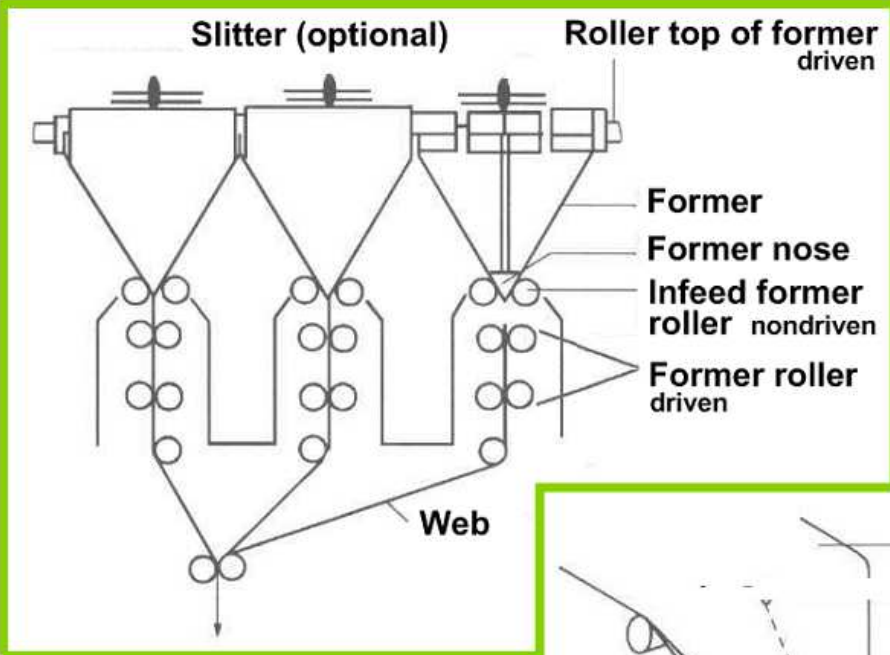 Slitter (optional)
Roller top of former
driven
Former
Former nose
Infeed former
roller nondriven
Former roller
driven
Web